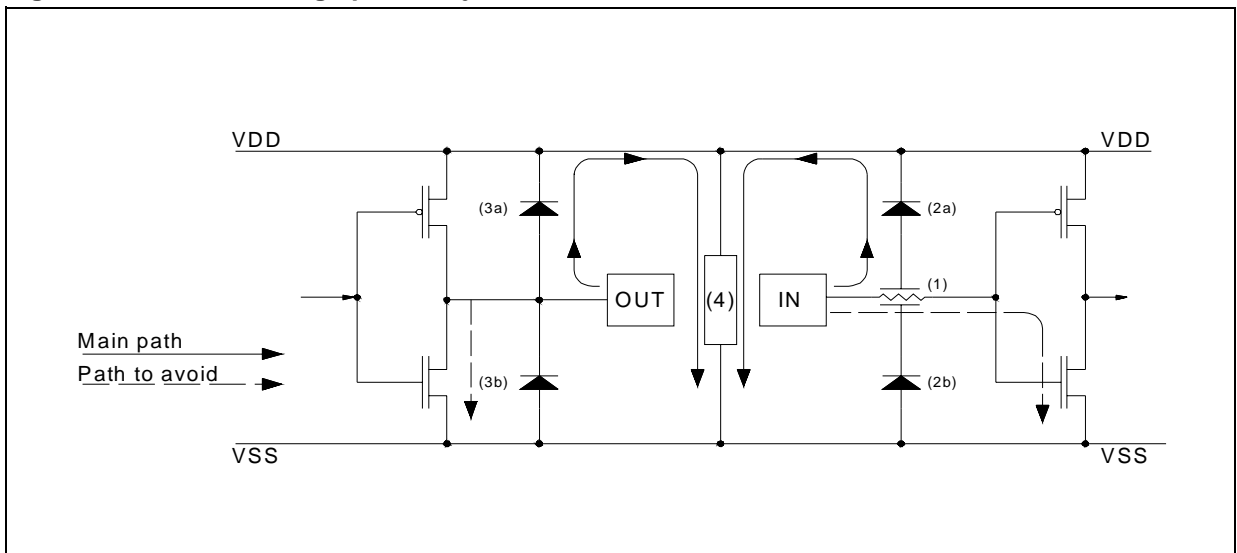 VDD
VDD
(3a)
(2a)
(1)
OUT
(4)
IN
Main path
Path to avoid
(3b)
(2b)
VSS
VSS